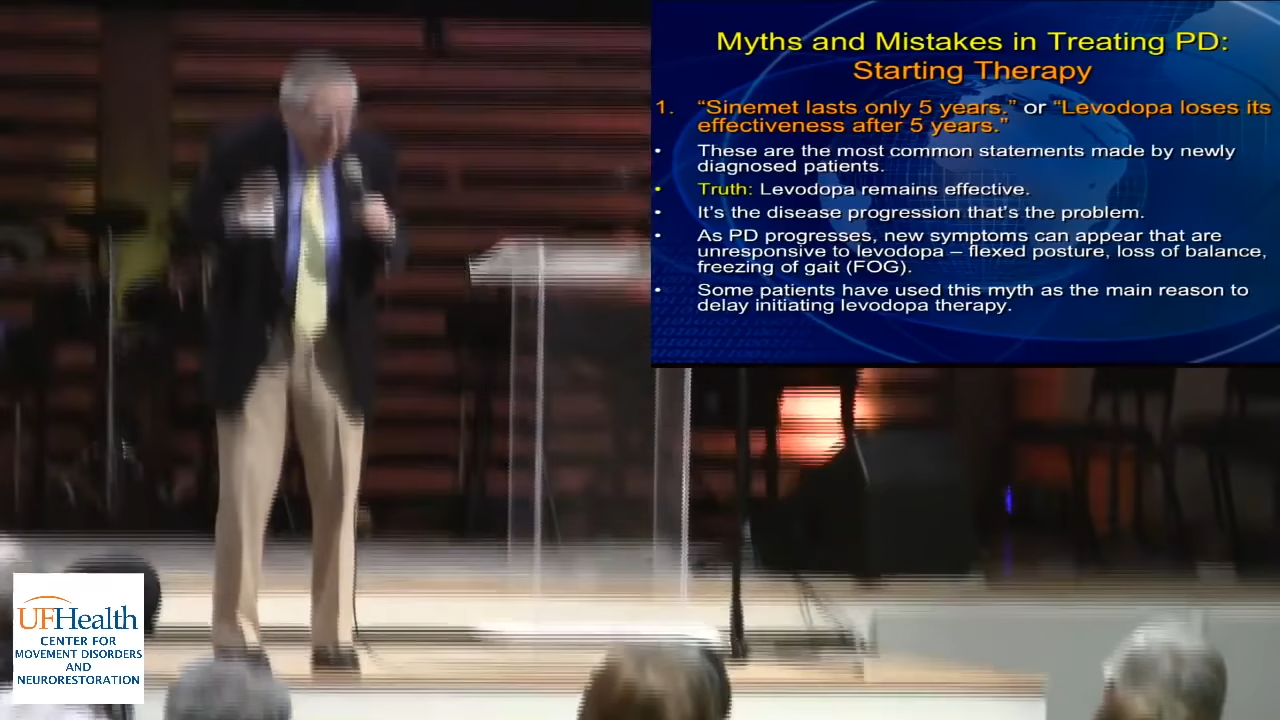 Myths and Mistakes in Treating PD:
Starting Therapy
1. “Sinemet lasts only 5 years.” or “Levodopa loses its
effectiveness after 5 years.”
• These are the most common statements made by newly
diagnosed patients.
• Truth: Levodopa remains effective.
• It’s the disease progression that’s the problem.
• As PD progresses, new symptoms can appear that are
unresponsive to levodopa – flexed posture, loss of balance,
freezing of gait (FOG).
• Some patients have used this myth as the main reason to
delay initiating levodopa therapy.
UFHealth
CENTER FOR
MOVEMENT DISORDERS
AND
NEURORESTORATION